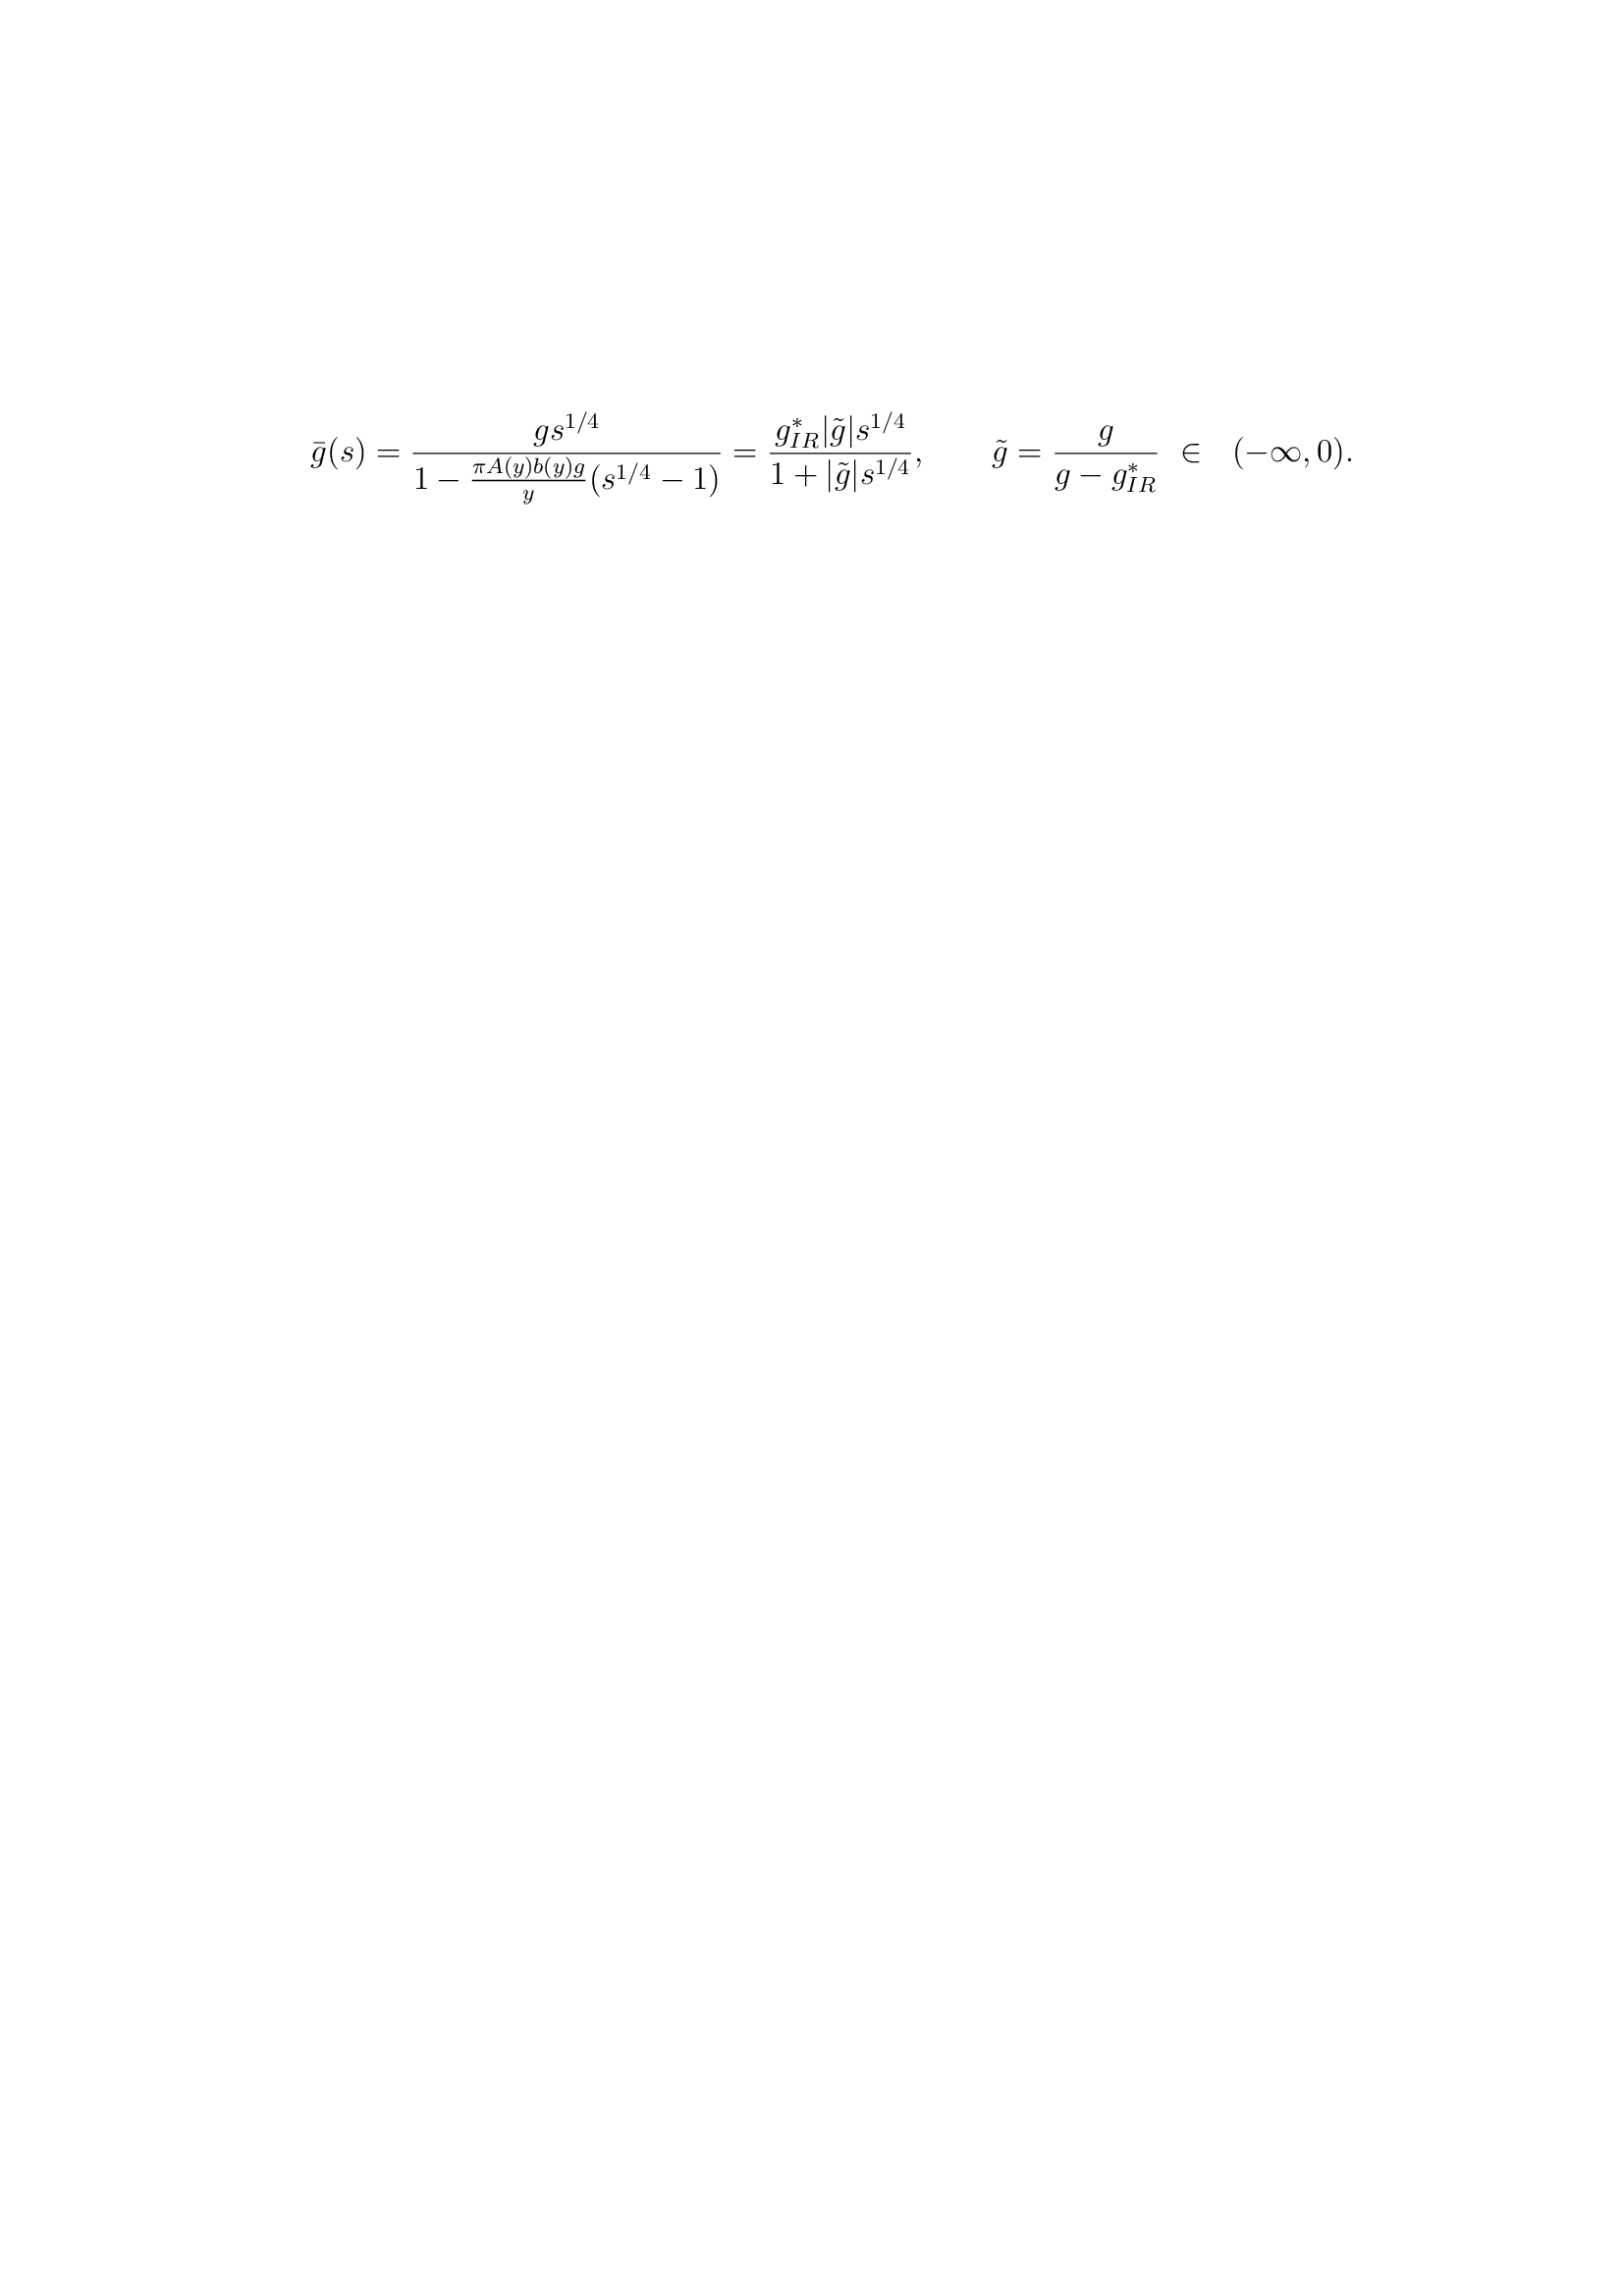 $\bar{g}(s) = \frac{gs^{1/4}}{1 - \frac{\pi A(y)b(y)g}{y}(s^{1/4} - 1)} = \frac{g^*_{IR}|\tilde{g}|s^{1/4}}{1 + |\tilde{g}|s^{1/4}}, \qquad \tilde{g} = \frac{g}{g - g^*_{IR}} \ \in \ (-\infty, 0).$